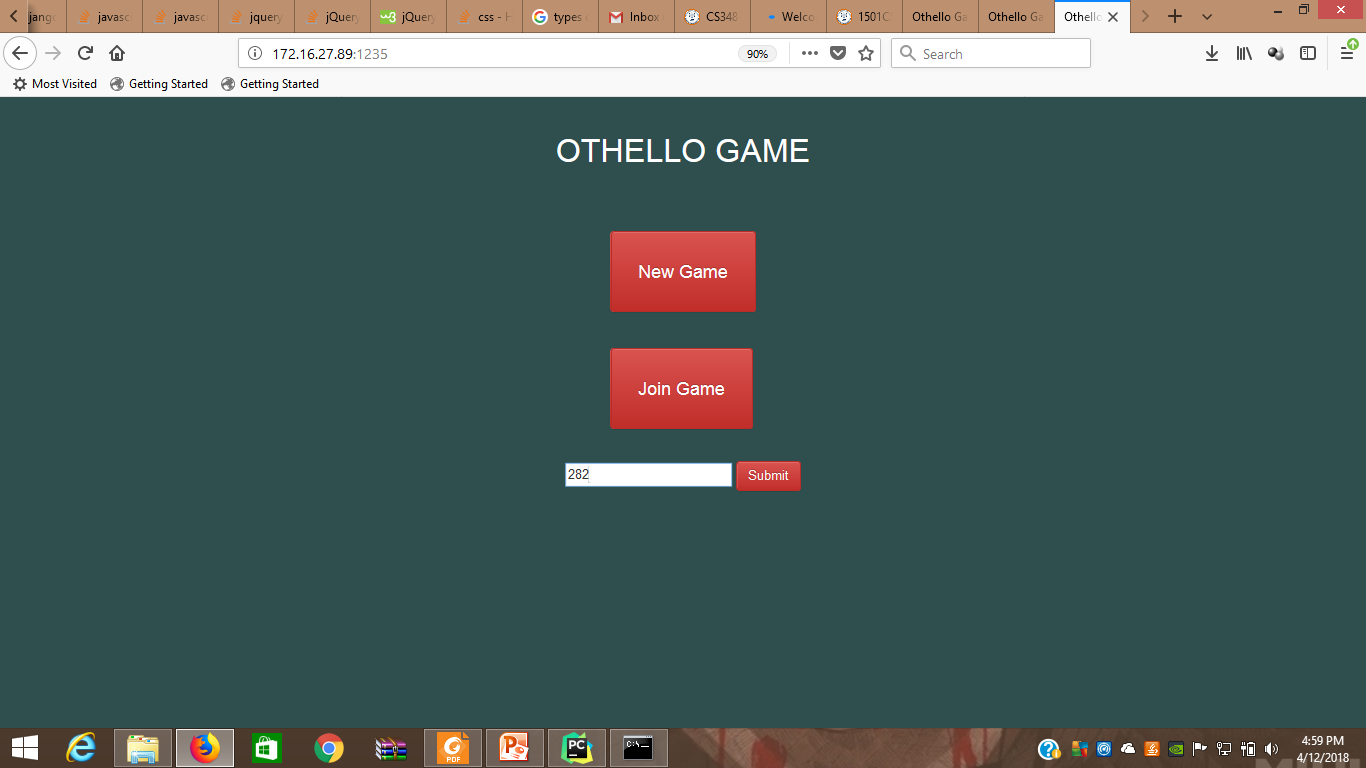 djang
javasc
javasc
jquery
jQuery
jQuery
css - H
types
Inbox
CS348
Welco
1501C
Othello Ga
Othello Ga
Othello
172.16.27.89:1235
90%
Search
Most Visited
Getting Started
Getting Started
OTHELLO GAME
New Game
Join Game
282
Submit
4:59 PM
4/12/2018